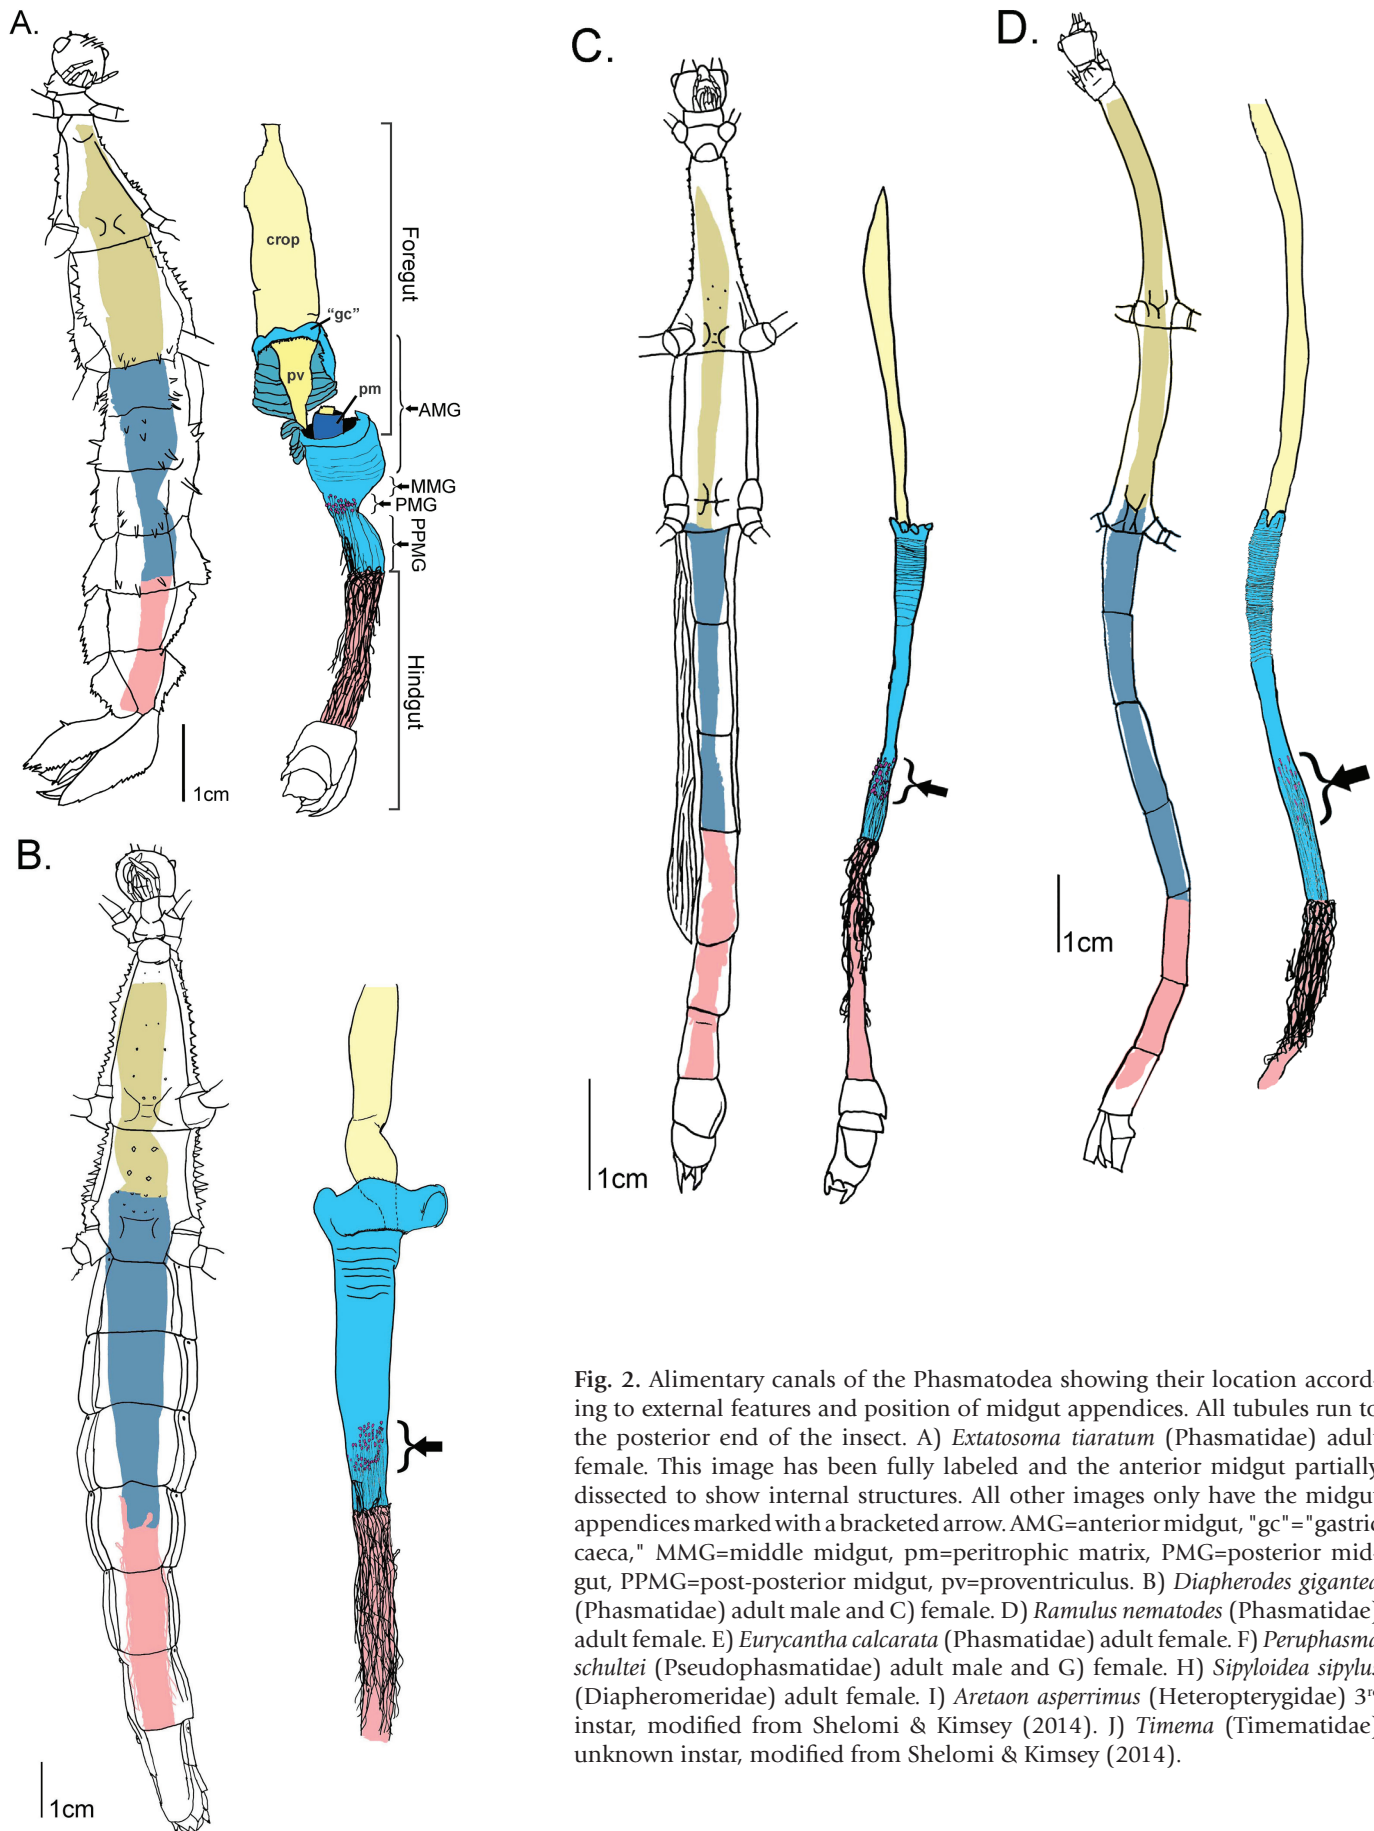 A.
crop
"gc"
pv
pm
Foregut
AMG
MMG
PMG
PPMG
Hindgut
1cm
B.
1cm
C.
1cm
D.
1cm
Fig. 2. Alimentary canals of the Phasmatodea showing their location accord-
ing to external features and position of midgut appendices. All tubules run to
the posterior end of the insect. A) Extatosoma tiaratum (Phasmatidae) adult
female. This image has been fully labeled and the anterior midgut partially
dissected to show internal structures. All other images only have the midgut
appendices marked with a bracketed arrow. AMG=anterior midgut, "gc"="gastric
caeca," MMG=middle midgut, pm=peritrophic matrix, PMG=posterior mid-
gut, PPMG=post-posterior midgut, pv=proventriculus. B) Diapherodes gigantea
(Phasmatidae) adult male and C) female. D) Ramulus nematodes (Phasmatidae)
adult female. E) Eurycantha calcarata (Phasmatidae) adult female. F) Peruphasma
schultei (Pseudophasmatidae) adult male and G) female. H) Sipyloidea sipylus
(Diapheromeridae) adult female. I) Aretaon asperrimus (Heteropterygidae) 3rd
instar, modified from Shelomi & Kimsey (2014). J) Timema (Timematidae)
unknown instar, modified from Shelomi & Kimsey (2014).